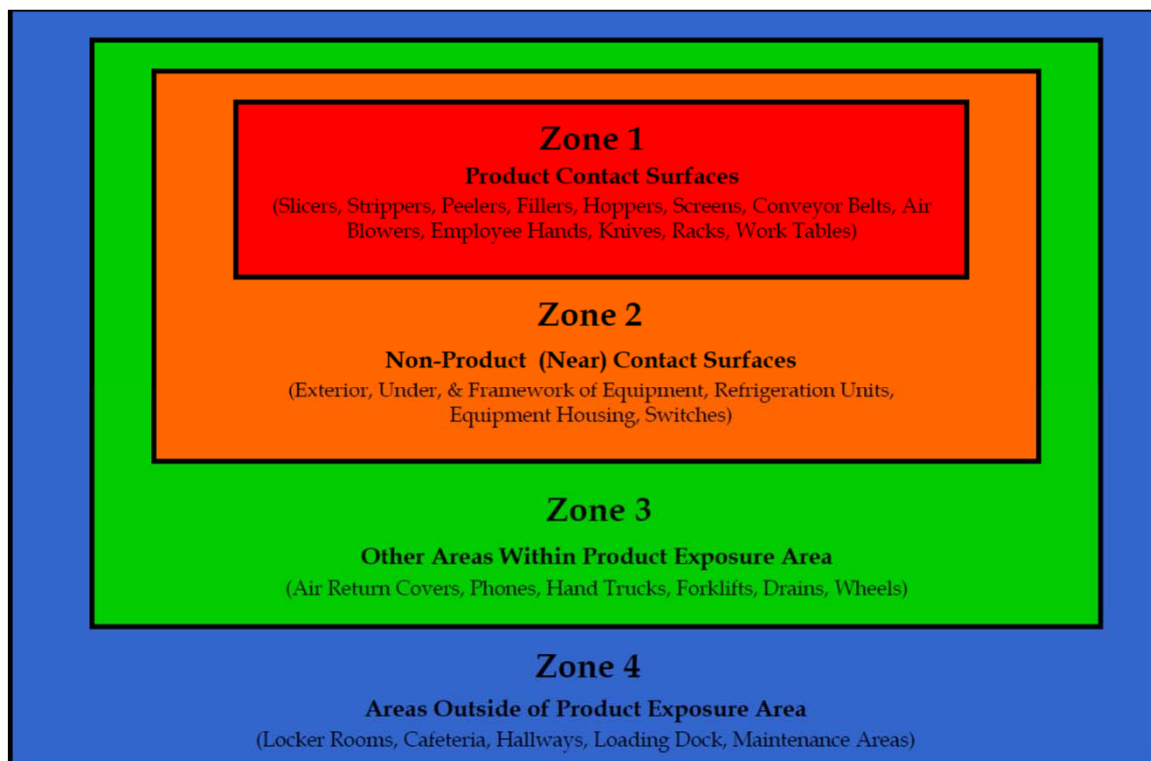 Zone 1
Product Contact Surfaces
(Slicers, Strippers, Peelers, Fillers, Hoppers, Screens, Conveyor Belts, Air
Blowers, Employee Hands, Knives, Racks, Work Tables)
Zone 2
Non-Product (Near) Contact Surfaces
(Exterior, Under, & Framework of Equipment, Refrigeration Units,
Equipment Housing, Switches)
Zone 3
Other Areas Within Product Exposure Area
(Air Return Covers, Phones, Hand Trucks, Forklifts, Drains, Wheels)
Zone 4
Areas Outside of Product Exposure Area
(Locker Rooms, Cafeteria, Hallways, Loading Dock, Maintenance Areas)